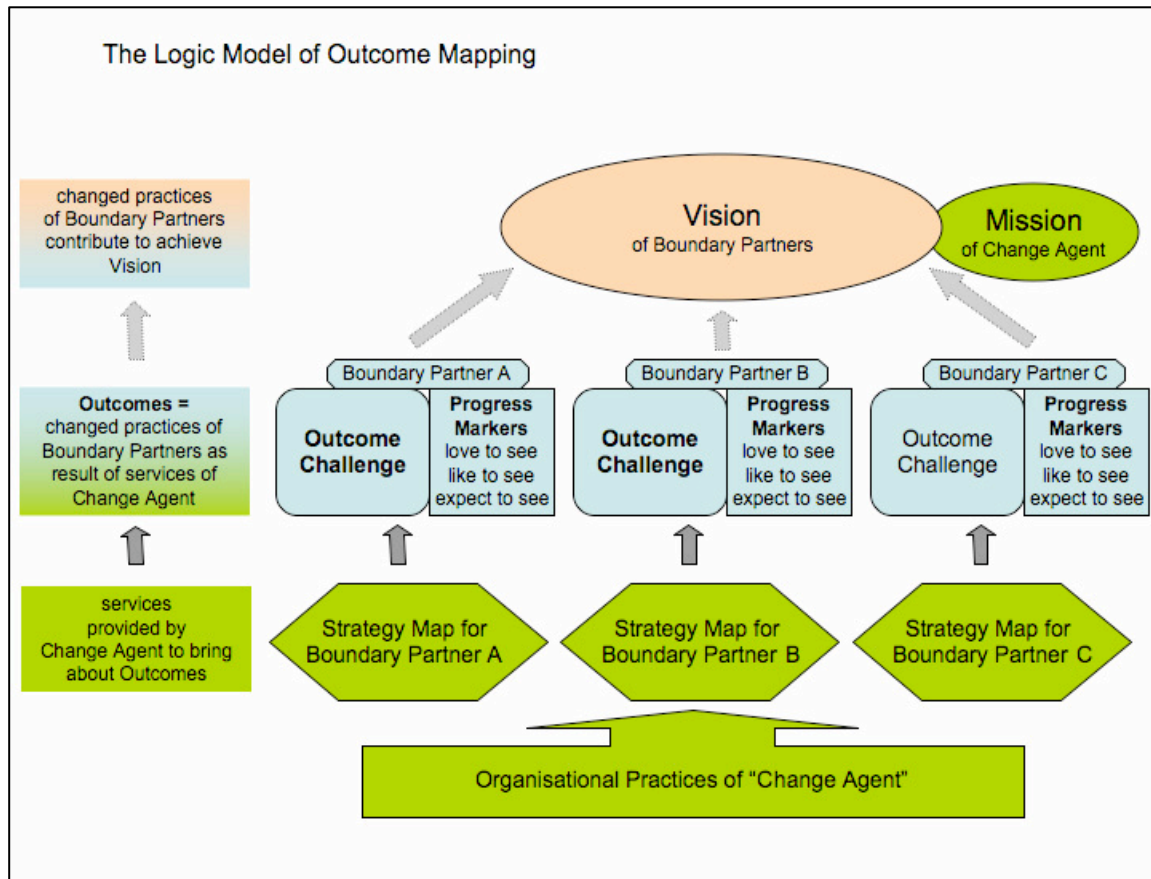 The Logic Model of Outcome Mapping
changed practices
of Boundary Partners
contribute to achieve
Vision
Vision
of Boundary Partners
Mission
of Change Agent
Outcomes =
changed practices of
Boundary Partners as
result of services of
Change Agent
Boundary Partner A
Outcome
Challenge
Progress
Markers
love to see
like to see
expect to see
Boundary Partner B
Outcome
Challenge
Progress
Markers
love to see
like to see
expect to see
Boundary Partner C
Outcome
Challenge
Progress
Markers
love to see
like to see
expect to see
services
provided by
Change Agent to bring
about Outcomes
Strategy Map for
Boundary Partner A
Strategy Map for
Boundary Partner B
Strategy Map for
Boundary Partner C
Organisational Practices of “Change Agent”